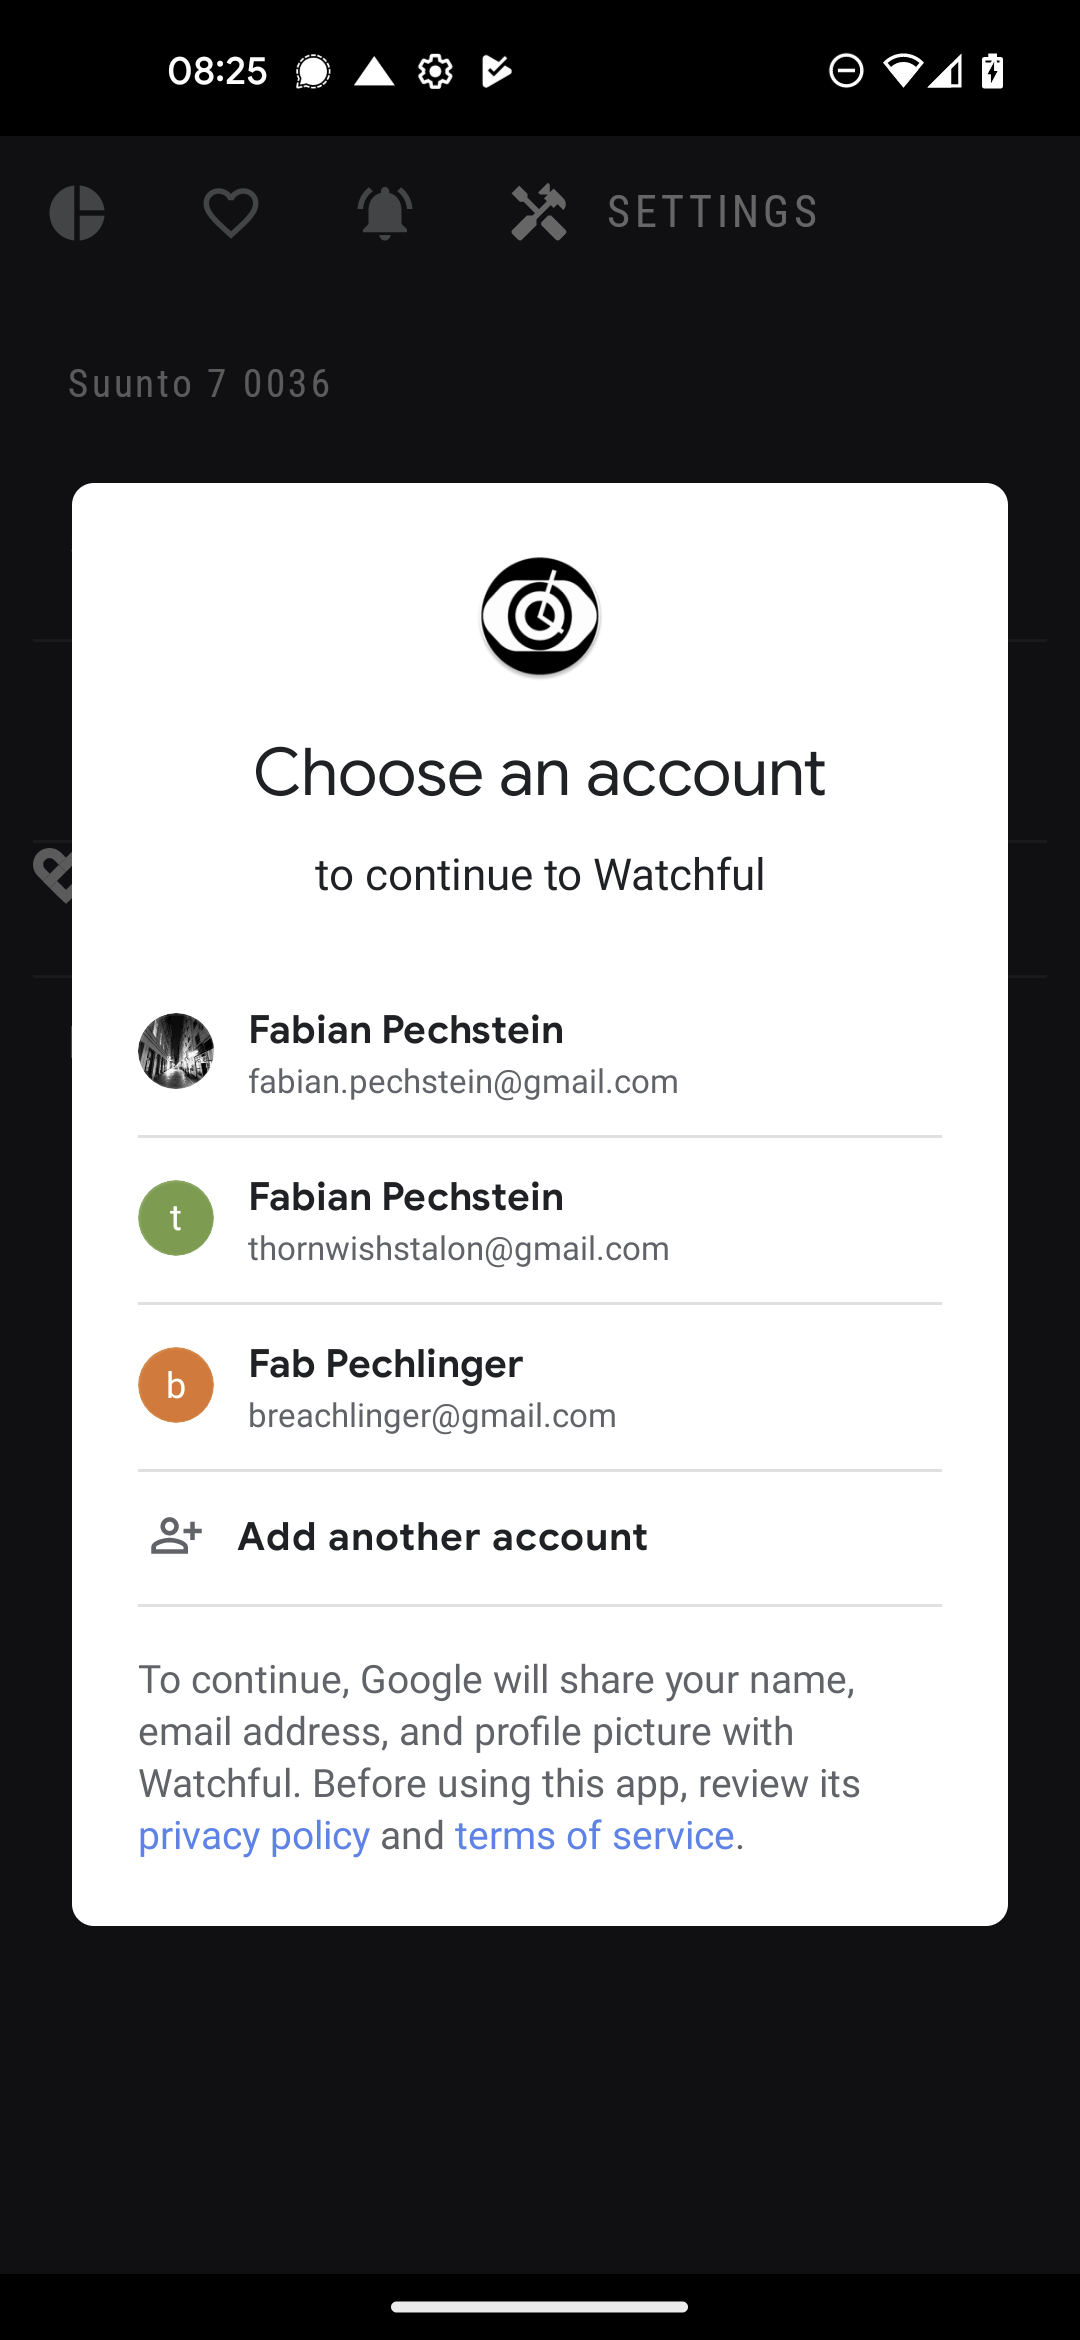 08:25
SETTINGS
Suunto 7 0036
Choose an account
to continue to Watchful
Fabian Pechstein
fabian.pechstein@gmail.com
t
Fabian Pechstein
thornwishstalon@gmail.com
b
Fab Pechlinger
breachlinger@gmail.com
Add another account
To continue, Google will share your name,
email address, and profile picture with
Watchful. Before using this app, review its
privacy policy and terms of service.